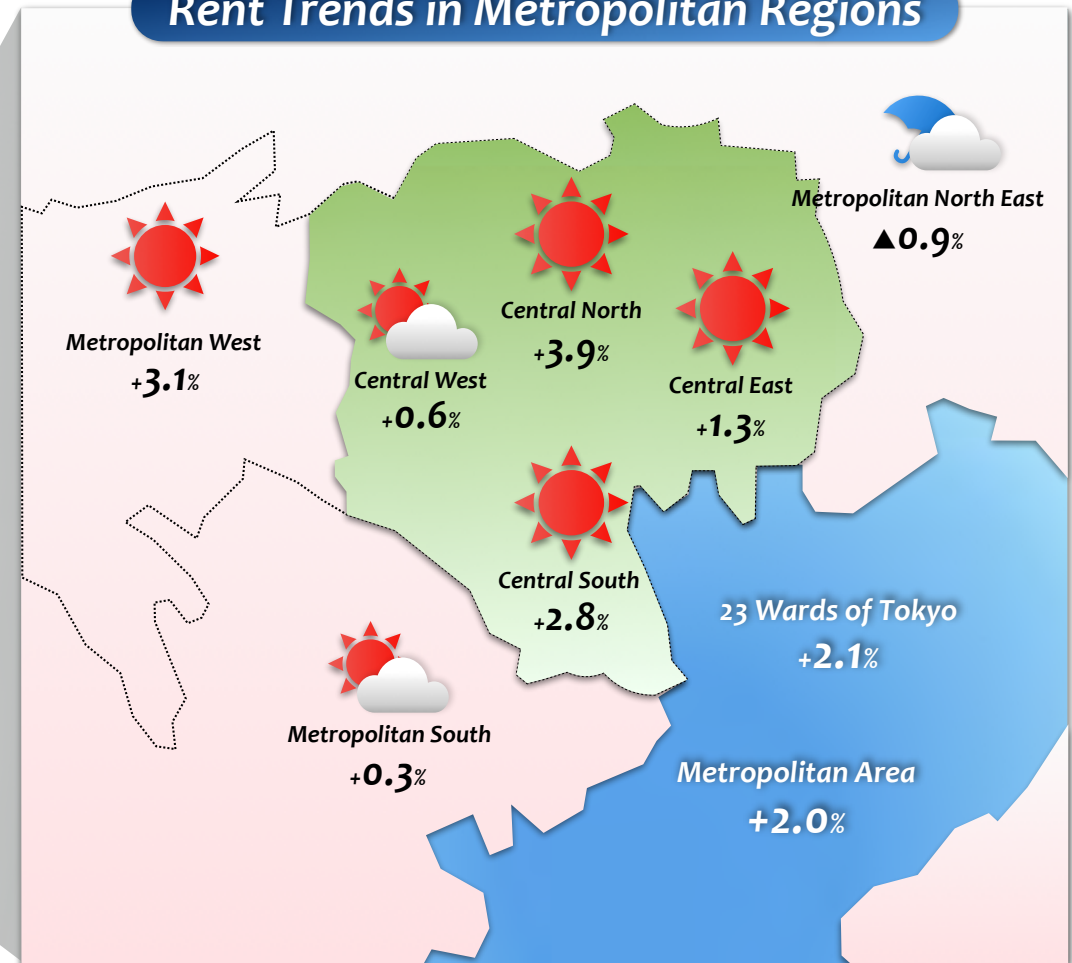 Rent Trends in Metropolitan Regions
Metropolitan North East
▲0.9%
Central North
+3.9%
Metropolitan West
+3.1%
Central West
+0.6%
Central East
+1.3%
Central South
+2.8%
23 Wards of Tokyo
+2.1%
Metropolitan South
+0.3%
Metropolitan Area
+2.0%